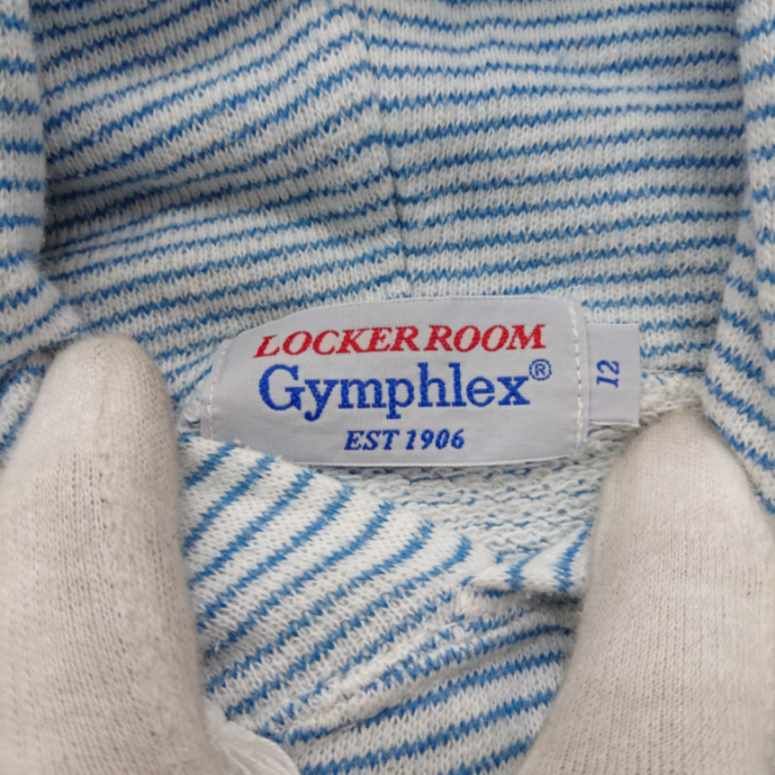 LOCKER ROOM
Gymphlex®
EST 1906
12